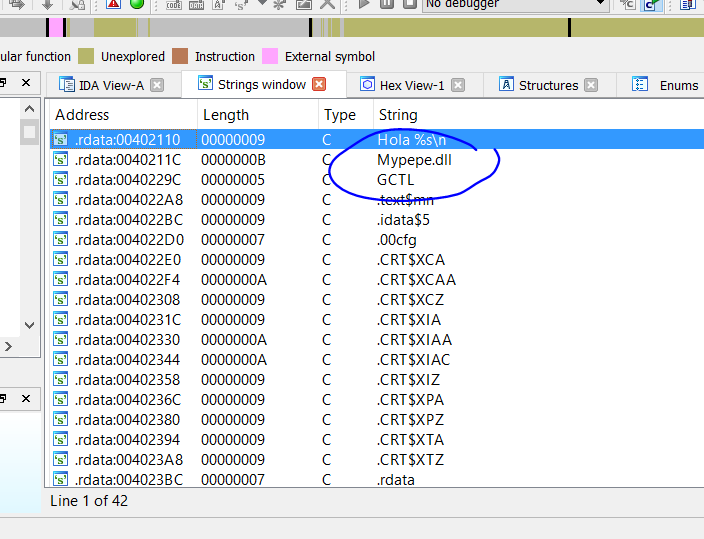 No debugger
ular function Unexplored Instruction External symbol
IDA View-A Strings window Hex View-1 Structures Enums
Address Length Type String
.rdata:00402110 00000009 C Hola %s\n
.rdata:0040211C 0000000B C Mypepe.dll
.rdata:0040229C 00000005 C GCTL
.rdata:004022A8 00000009 C .text$mn
.rdata:004022BC 00000009 C .idata$5
.rdata:004022D0 00000007 C .00cfg
.rdata:004022E0 00000009 C .CRT$XCA
.rdata:004022F4 0000000A C .CRT$XCAA
.rdata:00402308 00000009 C .CRT$XCZ
.rdata:0040231C 00000009 C .CRT$XIA
.rdata:00402330 0000000A C .CRT$XIAA
.rdata:00402344 0000000A C .CRT$XIAC
.rdata:00402358 00000009 C .CRT$XIZ
.rdata:0040236C 00000009 C .CRT$XPA
.rdata:00402380 00000009 C .CRT$XPZ
.rdata:00402394 00000009 C .CRT$XTA
.rdata:004023A8 00000009 C .CRT$XTZ
.rdata:004023BC 00000007 C .rdata
Line 1 of 42